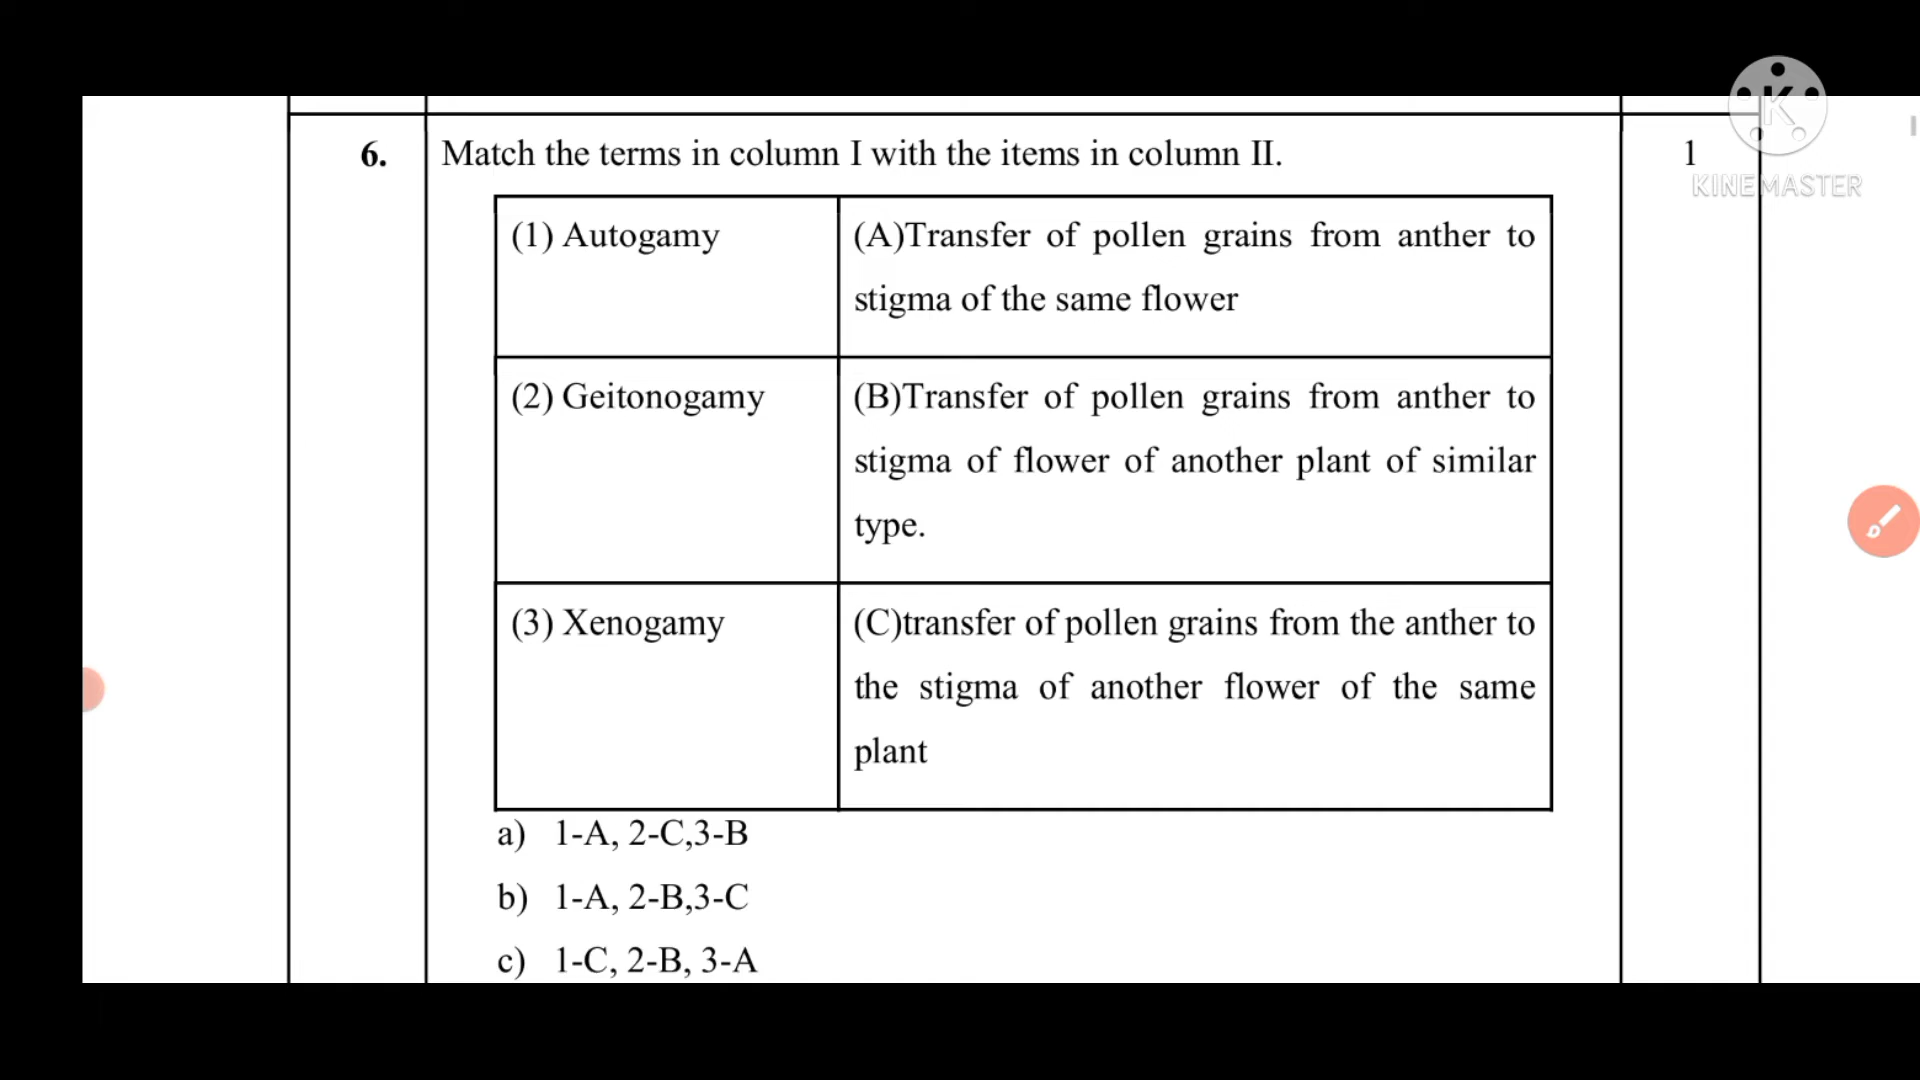 6. Match the terms in column I with the items in column II. 1
KINEMASTER
(1) Autogamy
(A)Transfer of pollen grains from anther to
stigma of the same flower
(2) Geitonogamy
(B)Transfer of pollen grains from anther to
stigma of flower of another plant of similar
type.
(3) Xenogamy
(C)transfer of pollen grains from the anther to
the stigma of another flower of the same
plant
a) 1-A, 2-C,3-B
b) 1-A, 2-B,3-C
c) 1-C, 2-B, 3-A